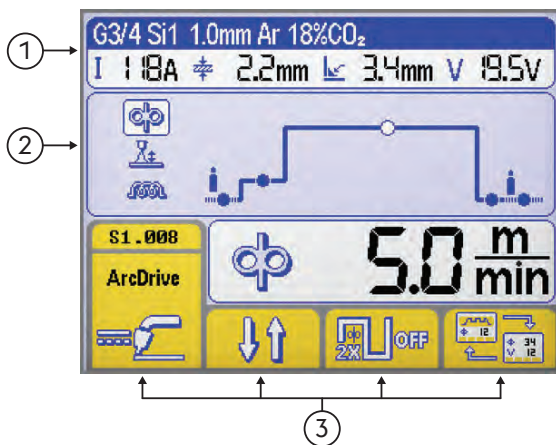 G3/4 Si1 1.0mm Ar 18%CO₂
1
I 118A 2.2mm 3.4mm V 19.5V
2
S1.008
ArcDrive
5.0 m/min
2X OFF
Φ 12
Φ 34
V 12
3